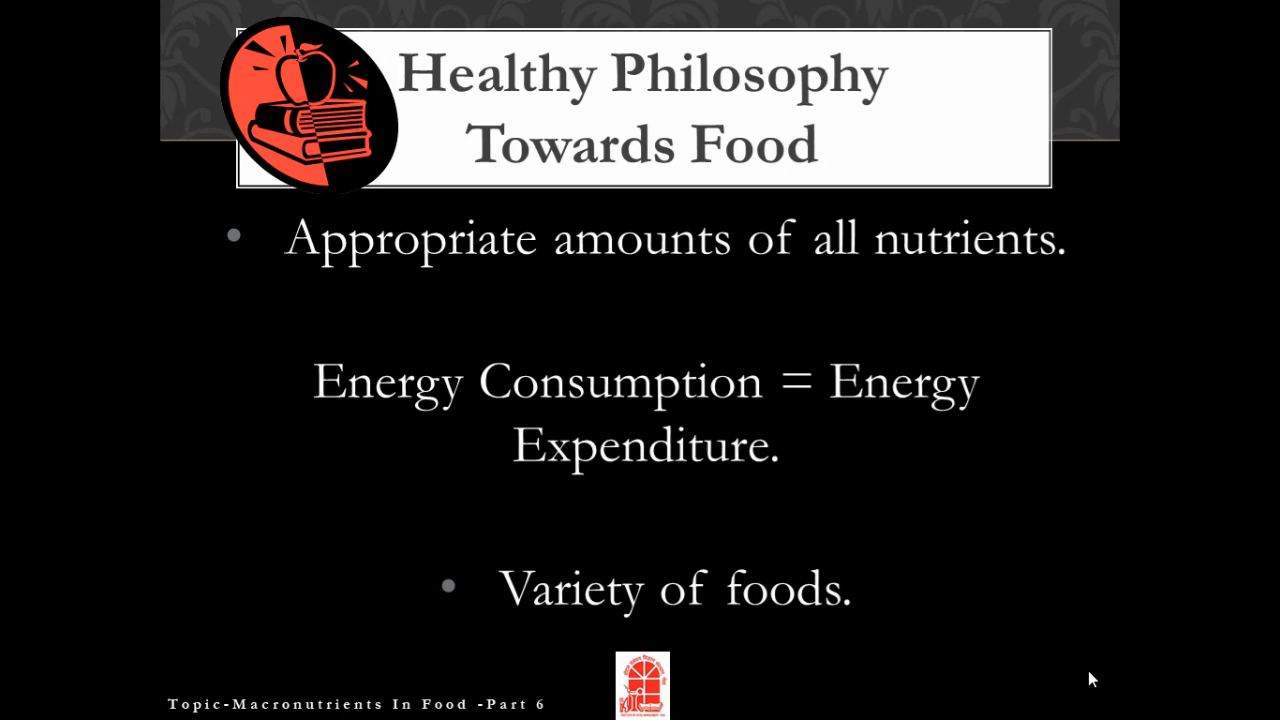 Healthy Philosophy
Towards Food
• Appropriate amounts of all nutrients.
Energy Consumption = Energy
Expenditure.
• Variety of foods.
Topic-Macronutrients In Food -Part 6